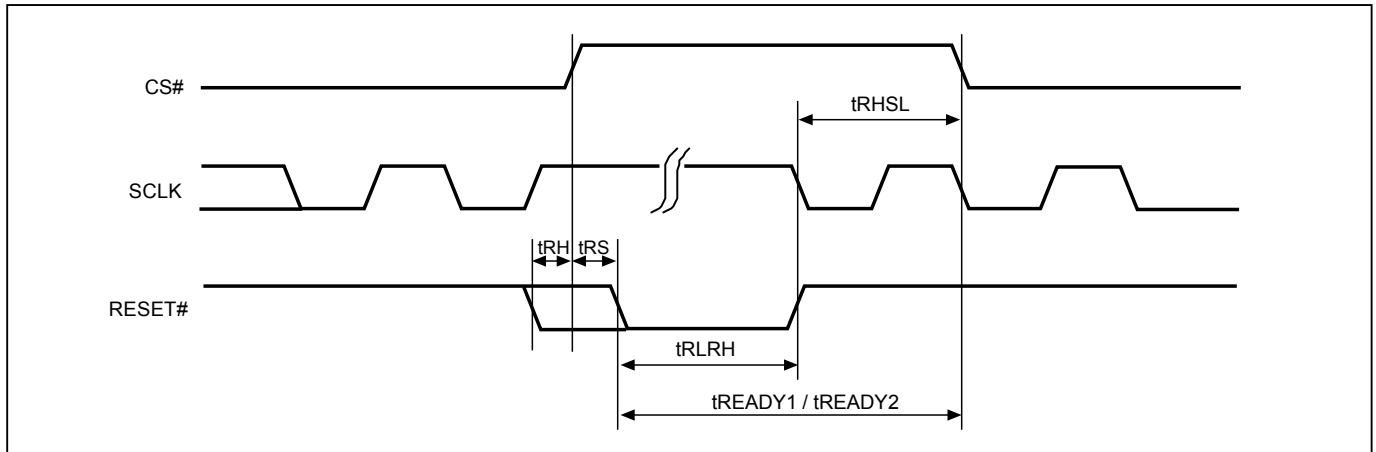 CS#
tRHSL
SCLK
tRH tRS
RESET#
tRLRH
tREADY1 / tREADY2